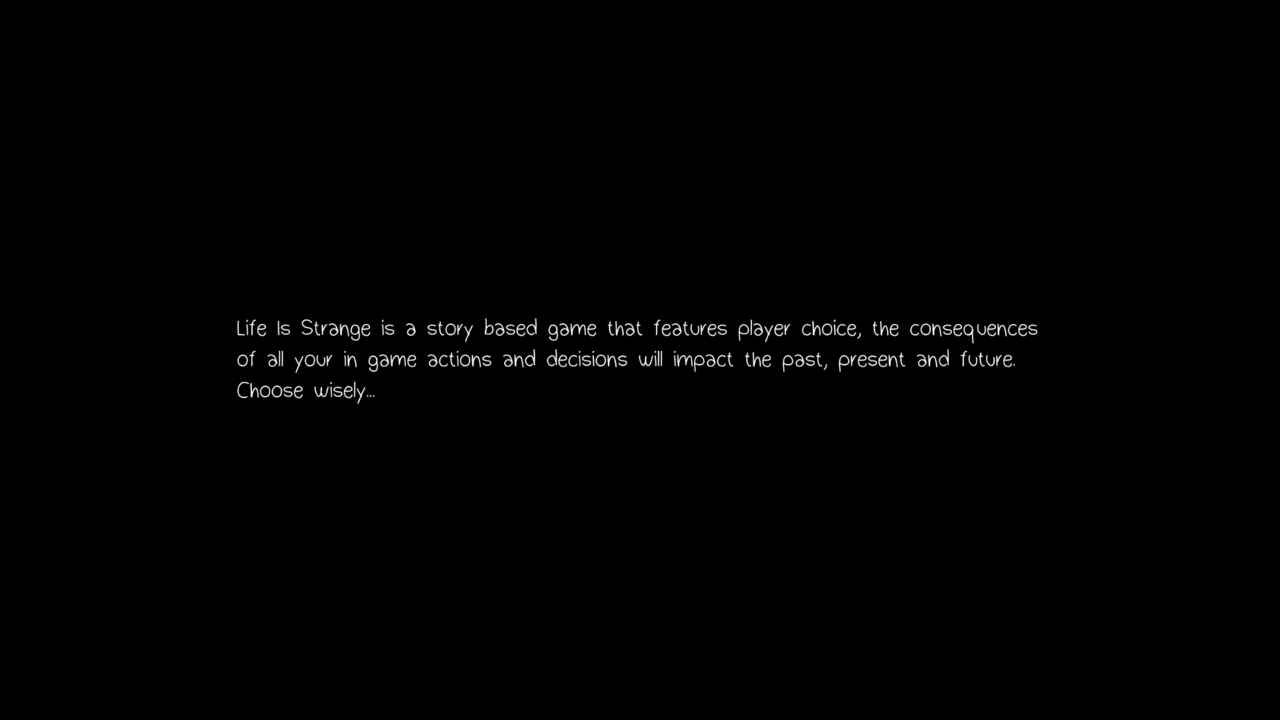 Life Is Strange is a story based game that features player choice, the consequences
of all your in game actions and decisions will impact the past, present and future.
Choose wisely...